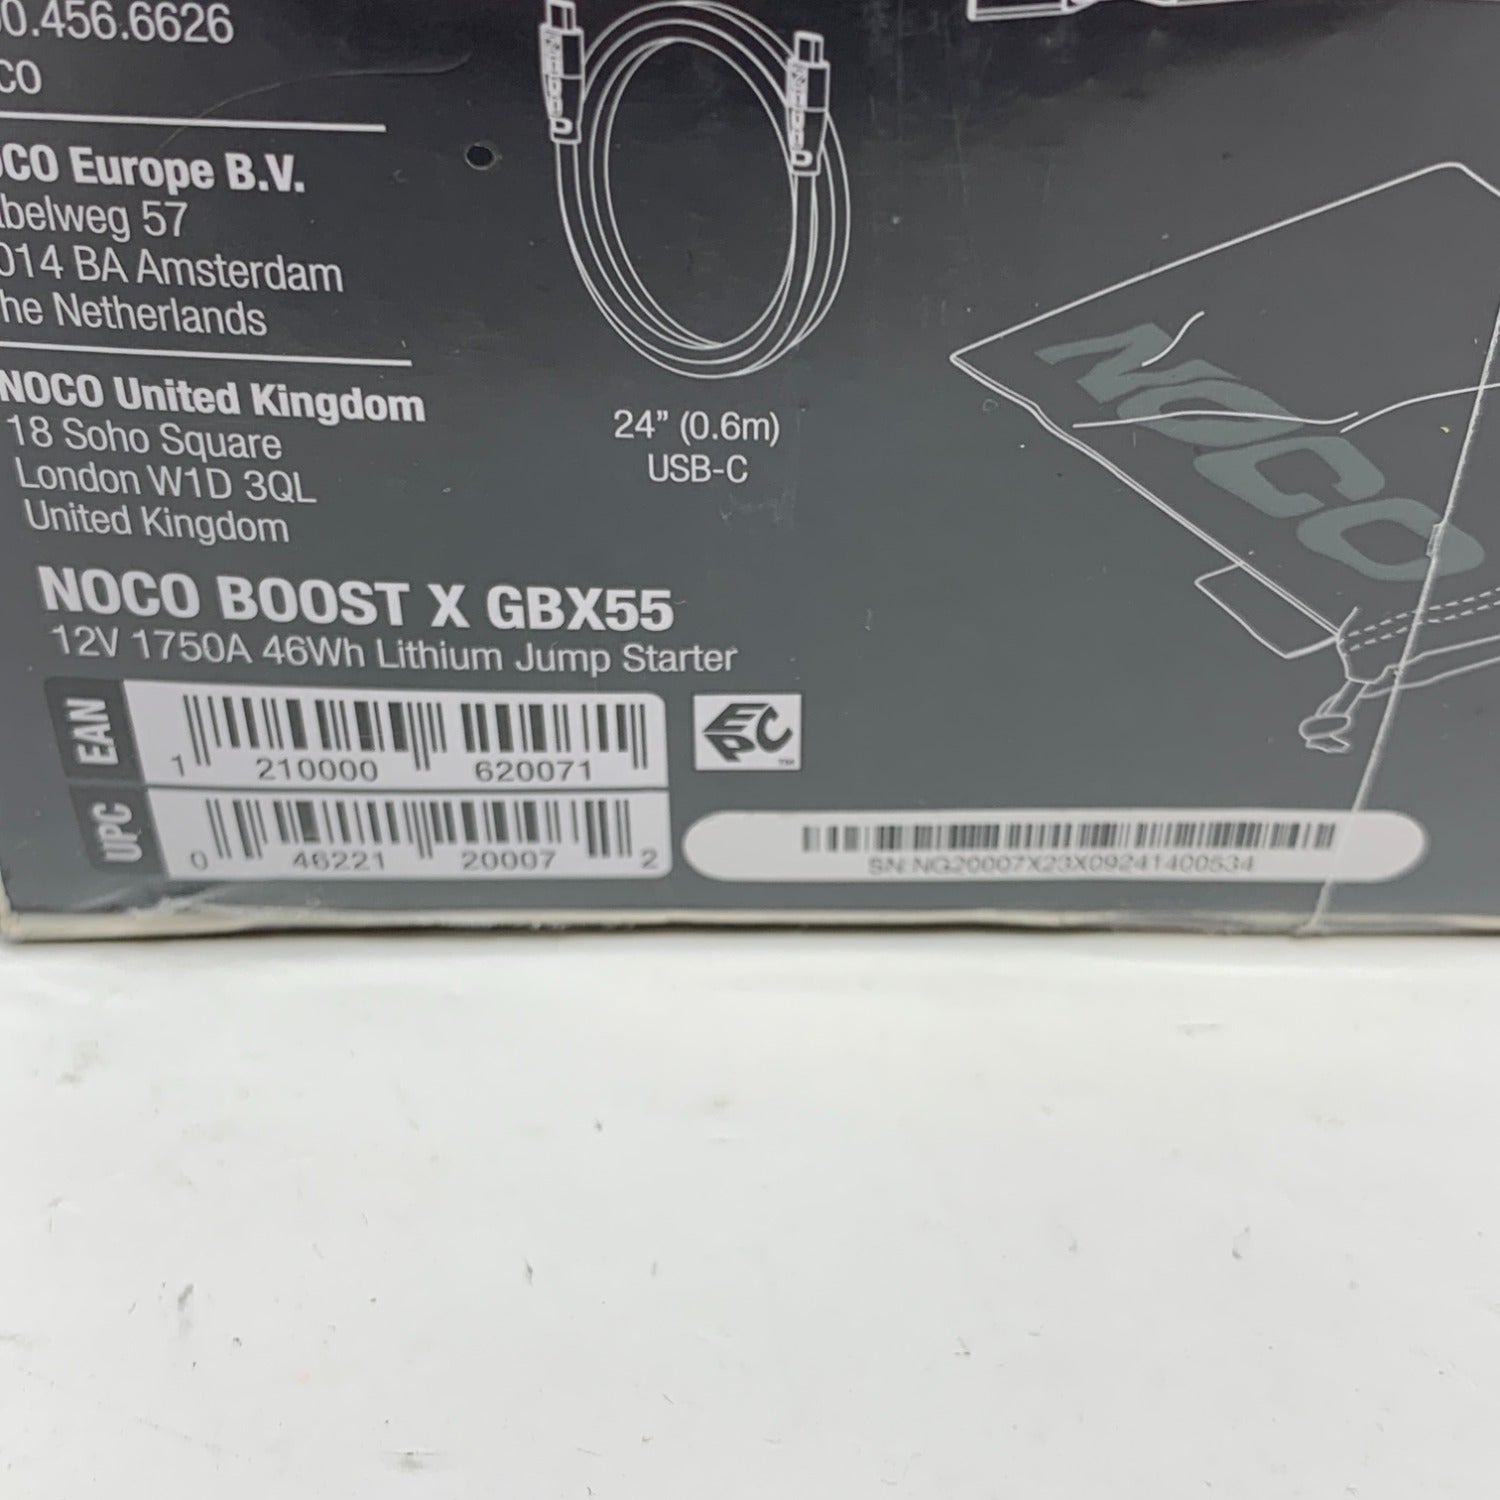 0.456.6626
CO
CO Europe B.V.
belweg 57
014 BA Amsterdam
he Netherlands
NOCO United Kingdom
18 Soho Square
London W1D 3QL
United Kingdom
24” (0.6m)
USB-C
NOCO
NOCO BOOST X GBX55
12V 1750A 46Wh Lithium Jump Starter
EAN
1 210000 620071
EPC™
UPC
0 46221 20007 2
SN:NG20007X23X09241400534